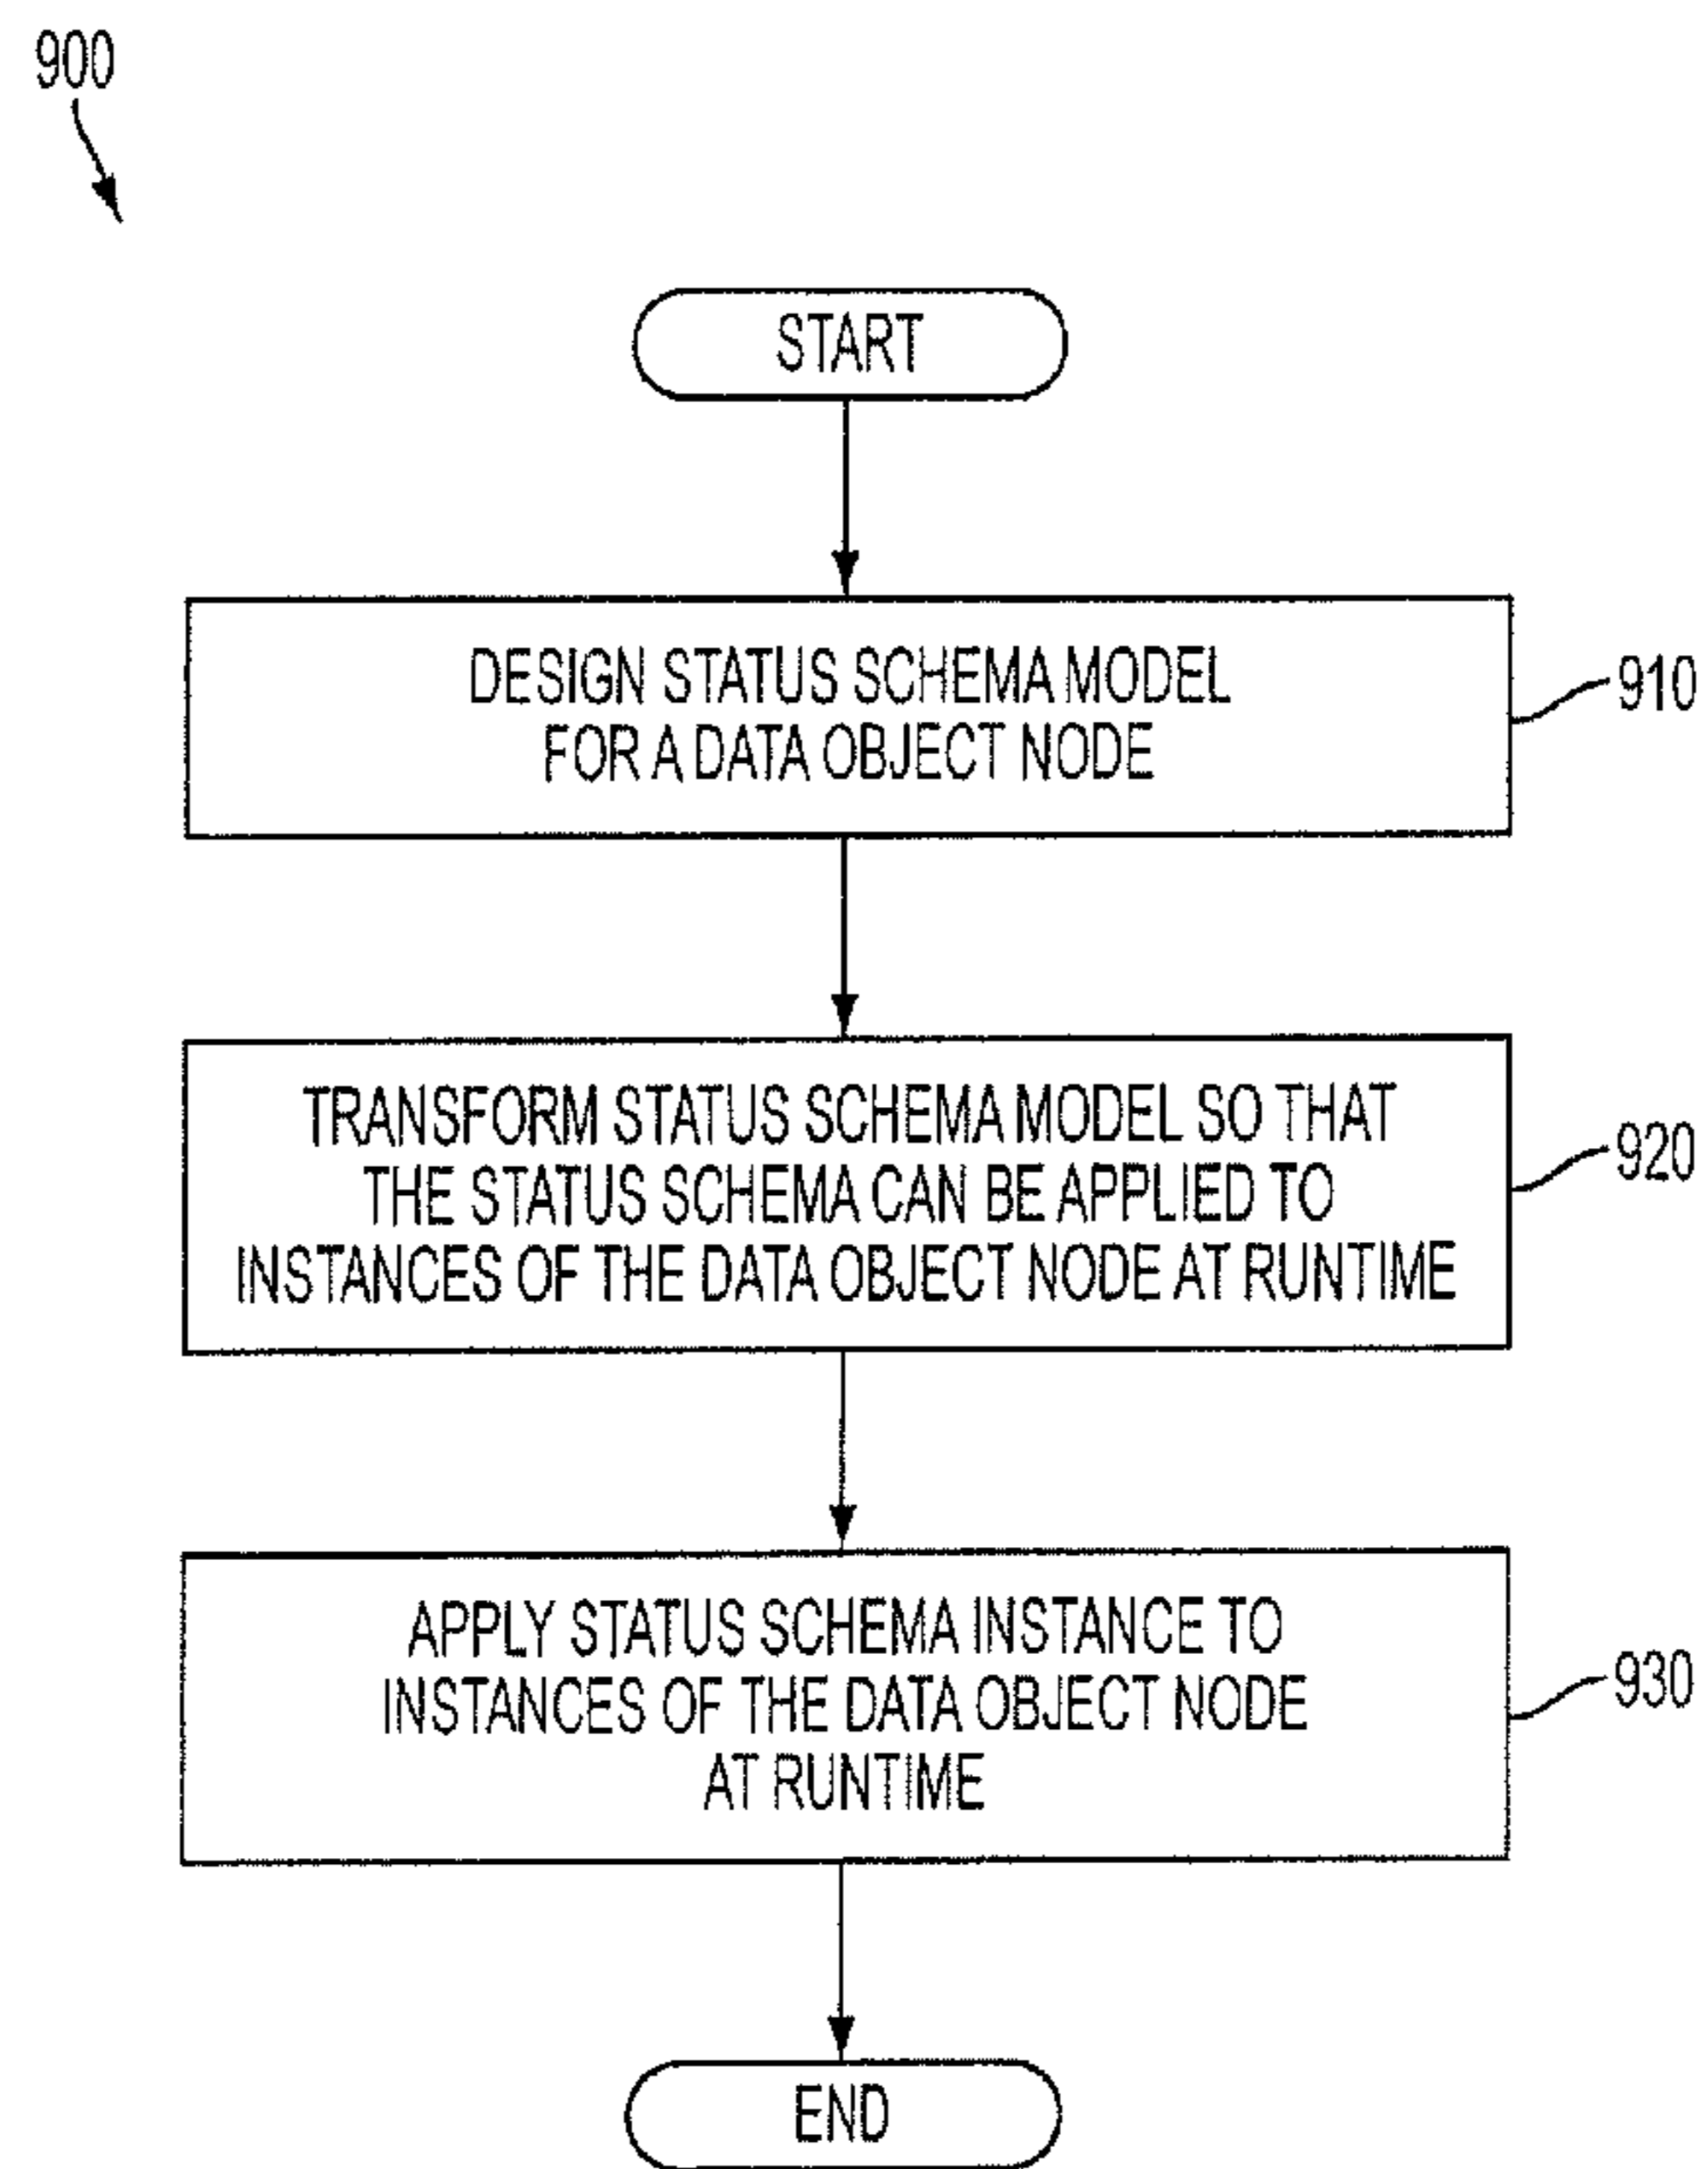 900
START
DESIGN STATUS SCHEMA MODEL
FOR A DATA OBJECT NODE
910
TRANSFORM STATUS SCHEMA MODEL SO THAT
THE STATUS SCHEMA CAN BE APPLIED TO
INSTANCES OF THE DATA OBJECT NODE AT RUNTIME
920
APPLY STATUS SCHEMA INSTANCE TO
INSTANCES OF THE DATA OBJECT NODE
AT RUNTIME
930
END